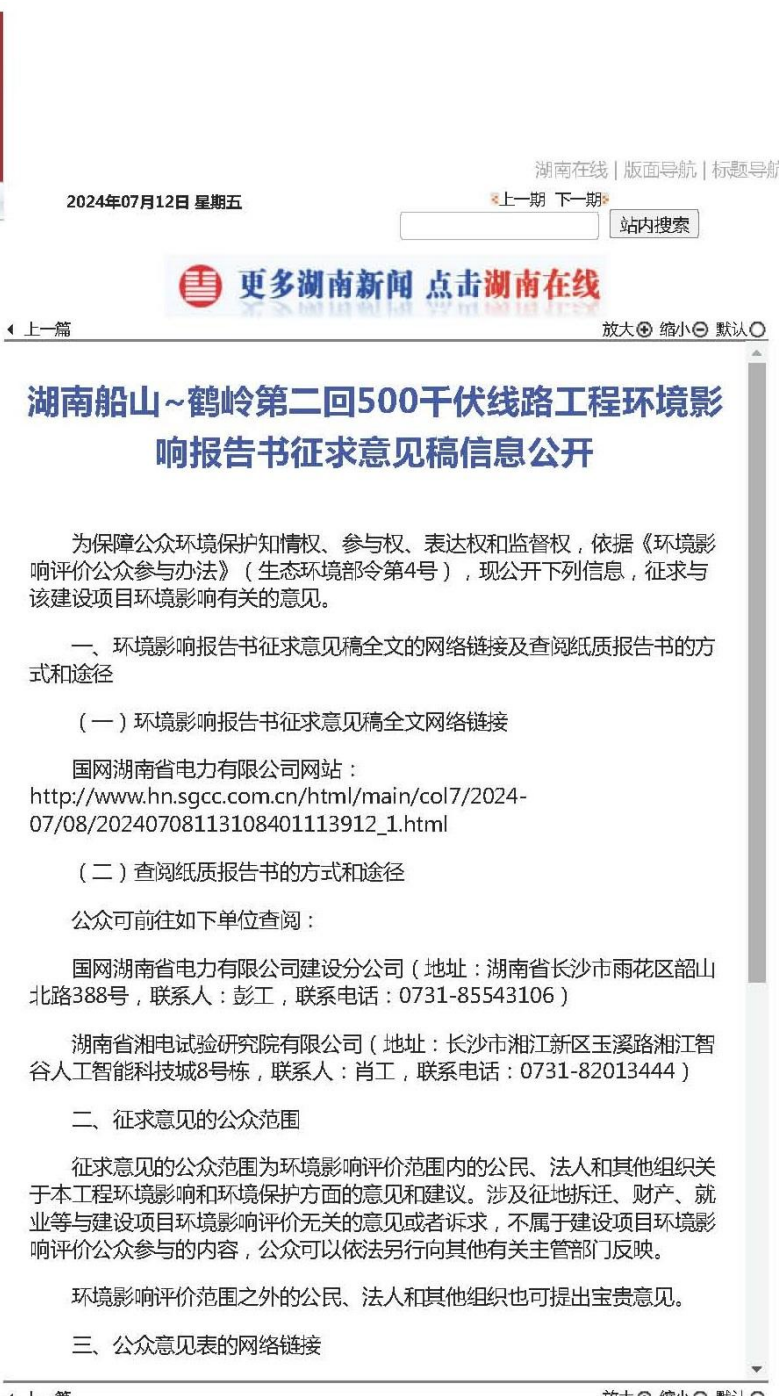 湖南在线 | 版面导航 | 标题导航
2024年07月12日 星期五
上一期 下一期
站内搜索
更多湖南新闻 点击湖南在线
上一篇
放大 缩小 默认
湖南船山~鹤岭第二回500千伏线路工程环境影
响报告书征求意见稿信息公开
为保障公众环境保护知情权、参与权、表达权和监督权，依据《环境影
响评价公众参与办法》（生态环境部令第4号），现公开下列信息，征求与
该建设项目环境影响有关的意见。
一、环境影响报告书征求意见稿全文的网络链接及查阅纸质报告书的方
式和途径
（一）环境影响报告书征求意见稿全文网络链接
国网湖南省电力有限公司网站：
http://www.hn.sgcc.com.cn/html/main/col7/2024-
07/08/20240708113108401113912_1.html
（二）查阅纸质报告书的方式和途径
公众可前往如下单位查阅：
国网湖南省电力有限公司建设分公司（地址：湖南省长沙市雨花区韶山
北路388号，联系人：彭工，联系电话：0731-85543106）
湖南省湘电试验研究院有限公司（地址：长沙市湘江新区玉溪路湘江智
谷人工智能科技城8号栋，联系人：肖工，联系电话：0731-82013444）
二、征求意见的公众范围
征求意见的公众范围为环境影响评价范围内的公民、法人和其他组织关
于本工程环境影响和环境保护方面的意见和建议。涉及征地拆迁、财产、就
业等与建设项目环境影响评价无关的意见或者诉求，不属于建设项目环境影
响评价公众参与的内容，公众可以依法另行向其他有关主管部门反映。
环境影响评价范围之外的公民、法人和其他组织也可提出宝贵意见。
三、公众意见表的网络链接